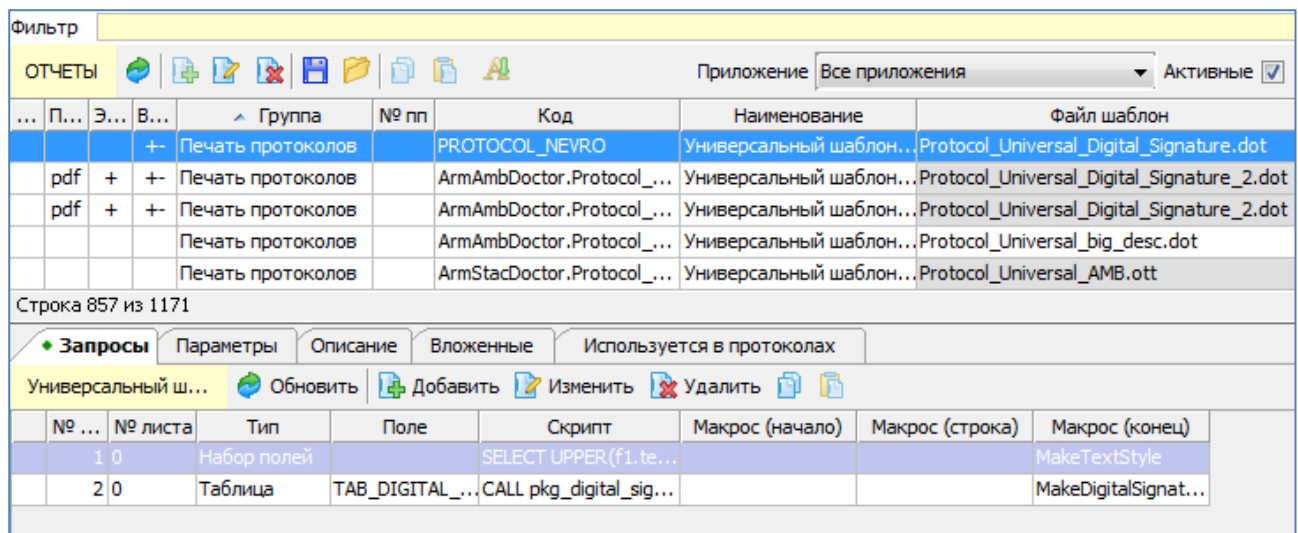 Фильтр
ОТЧЕТЫ Приложение Все приложения Активные
... П... Э... В... Группа № пп Код Наименование Файл шаблон
+- Печать протоколов PROTOCOL_NEVRO Универсальный шаблон... Protocol_Universal_Digital_Signature.dot
pdf + +- Печать протоколов ArmAmbDoctor.Protocol_... Универсальный шаблон... Protocol_Universal_Digital_Signature_2.dot
pdf + +- Печать протоколов ArmAmbDoctor.Protocol_... Универсальный шаблон... Protocol_Universal_Digital_Signature_2.dot
Печать протоколов ArmAmbDoctor.Protocol_... Универсальный шаблон... Protocol_Universal_big_desc.dot
Печать протоколов ArmStacDoctor.Protocol_... Универсальный шаблон... Protocol_Universal_AMB.ott
Строка 857 из 1171
Запросы Параметры Описание Вложенные Используется в протоколах
Универсальный ш... Обновить Добавить Изменить Удалить
№ ... № листа Тип Поле Скрипт Макрос (начало) Макрос (строка) Макрос (конец)
1 0 Набор полей SELECT UPPER(f1.te... MakeTextStyle
2 0 Таблица TAB_DIGITAL_... CALL pkg_digital_sig... MakeDigitalSignat...